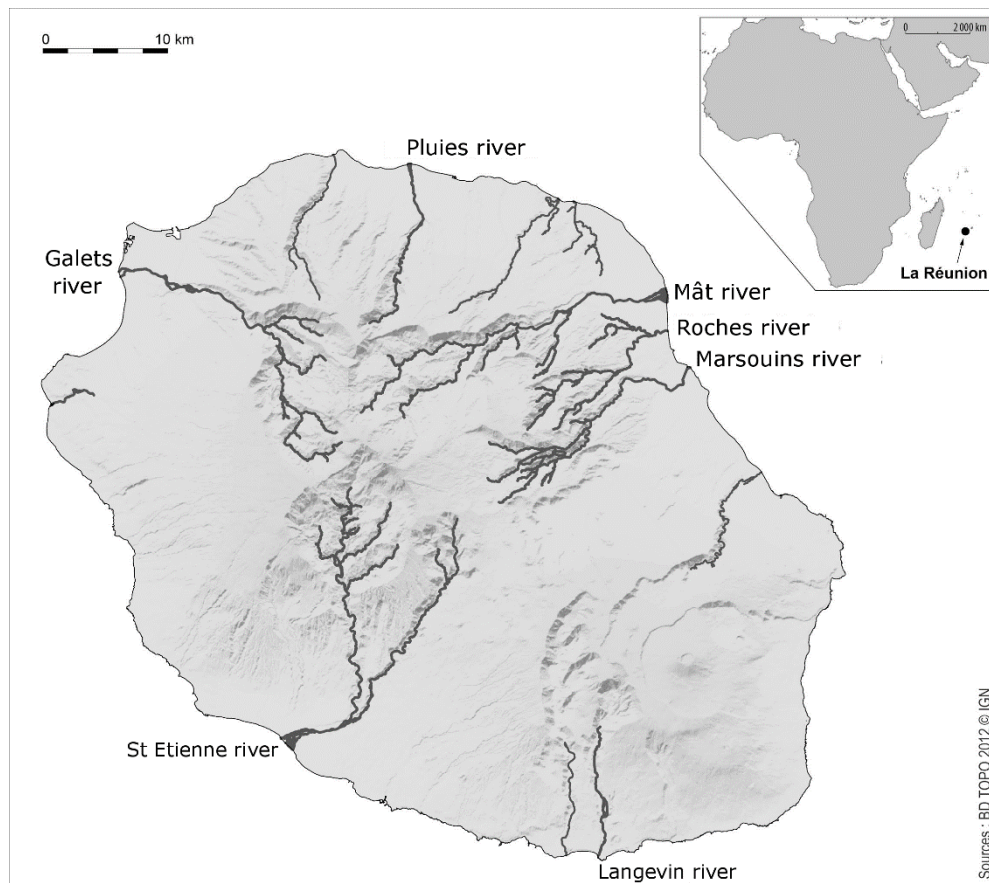 0 10 km
0 2 000 km
La Réunion
Pluies river
Galets
river
Mât river
Roches river
Marsouins river
St Etienne river
Langevin river
Sources : BD TOPO 2012 © IGN